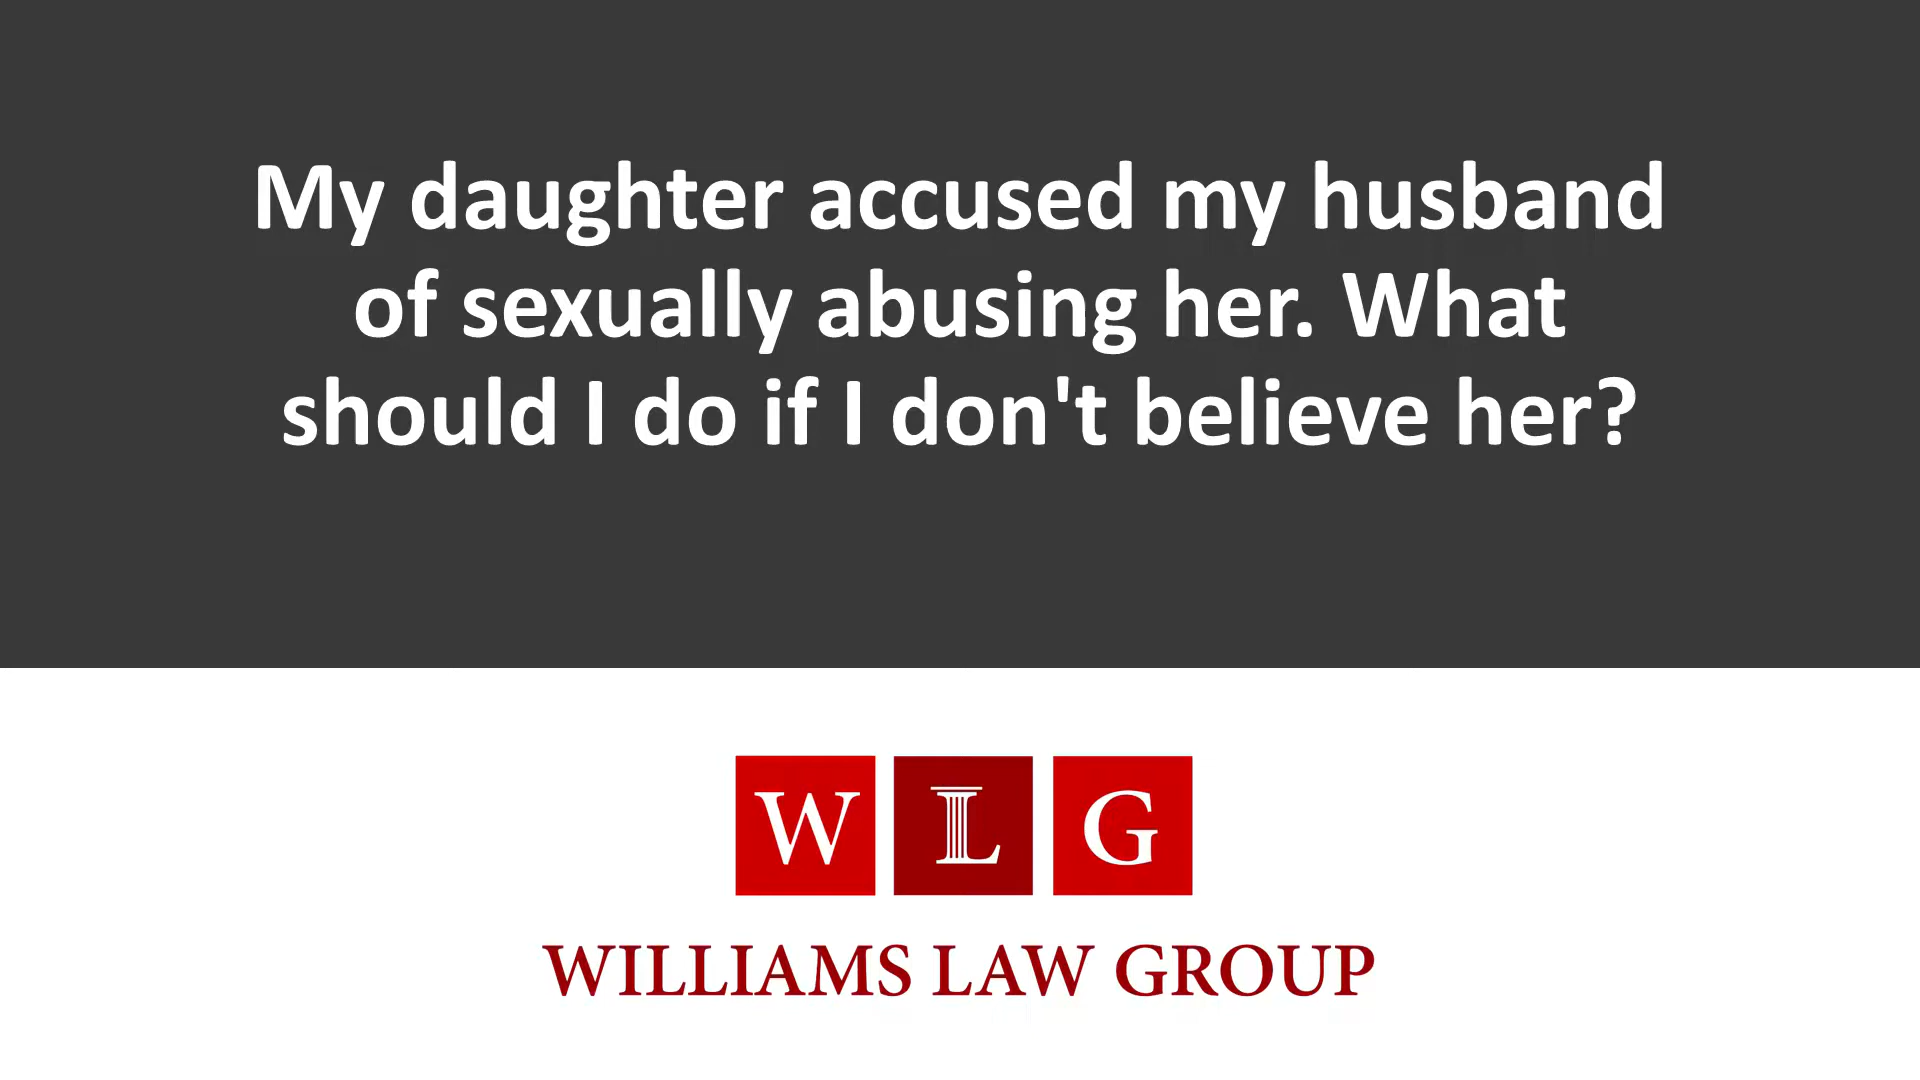 My daughter accused my husband
of sexually abusing her. What
should I do if I don't believe her?
W L G
WILLIAMS LAW GROUP